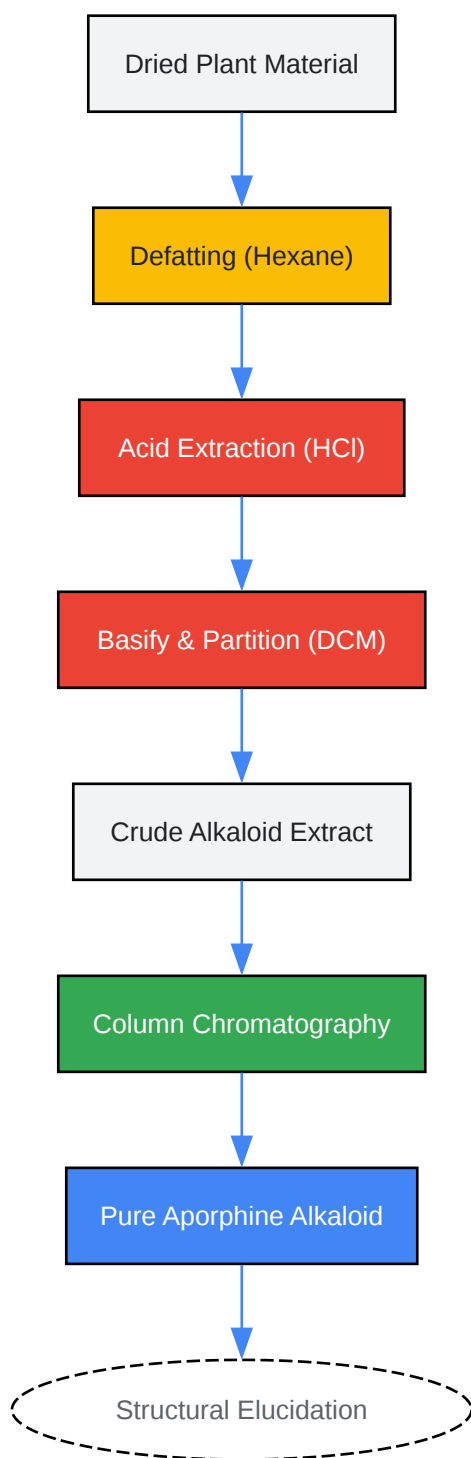 Dried Plant Material
Defatting (Hexane)
Acid Extraction (HCl)
Basify & Partition (DCM)
Crude Alkaloid Extract
Column Chromatography
Pure Aporphine Alkaloid
Structural Elucidation